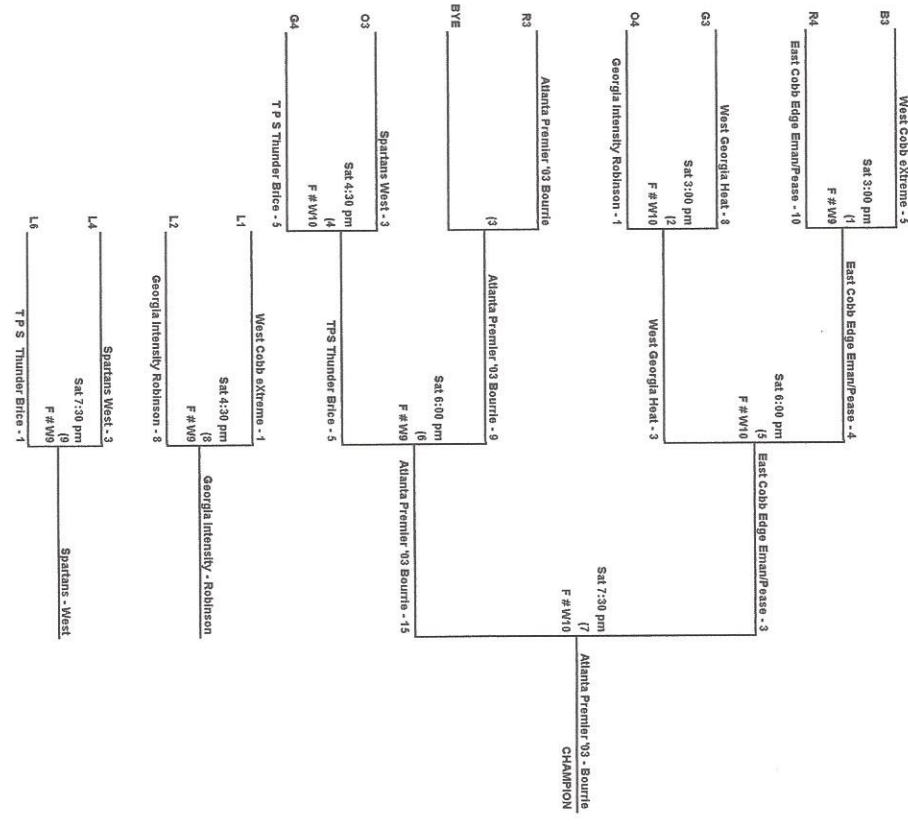 B3
West Cobb eXtreme - 5
Sat 3:00 pm
(1
F # W9
R4
East Cobb Edge Eman/Pease - 10
East Cobb Edge Eman/Pease - 4
G3
West Georgia Heat - 8
Sat 3:00 pm
(2
F # W10
O4
Georgia Intensity Robinson - 1
West Georgia Heat - 3
Sat 6:00 pm
(5
F # W10
East Cobb Edge Eman/Pease - 3
R3
Atlanta Premier '03 Bourrie
(3
BYE
Atlanta Premier '03 Bourrie - 9
O3
Spartans West - 3
Sat 4:30 pm
(4
F # W10
G4
T P S Thunder Brice - 5
TPS Thunder Brice - 5
Sat 6:00 pm
(6
F # W9
Atlanta Premier '03 Bourrie - 15
Sat 7:30 pm
(7
F # W10
Atlanta Premier '03 - Bourrie
CHAMPION
L1
West Cobb eXtreme - 1
Sat 4:30 pm
(8
F # W9
L2
Georgia Intensity Robinson - 8
Georgia Intensity - Robinson
L4
Spartans West - 3
Sat 7:30 pm
(9
F # W9
L6
T P S Thunder Brice - 1
Spartans - West